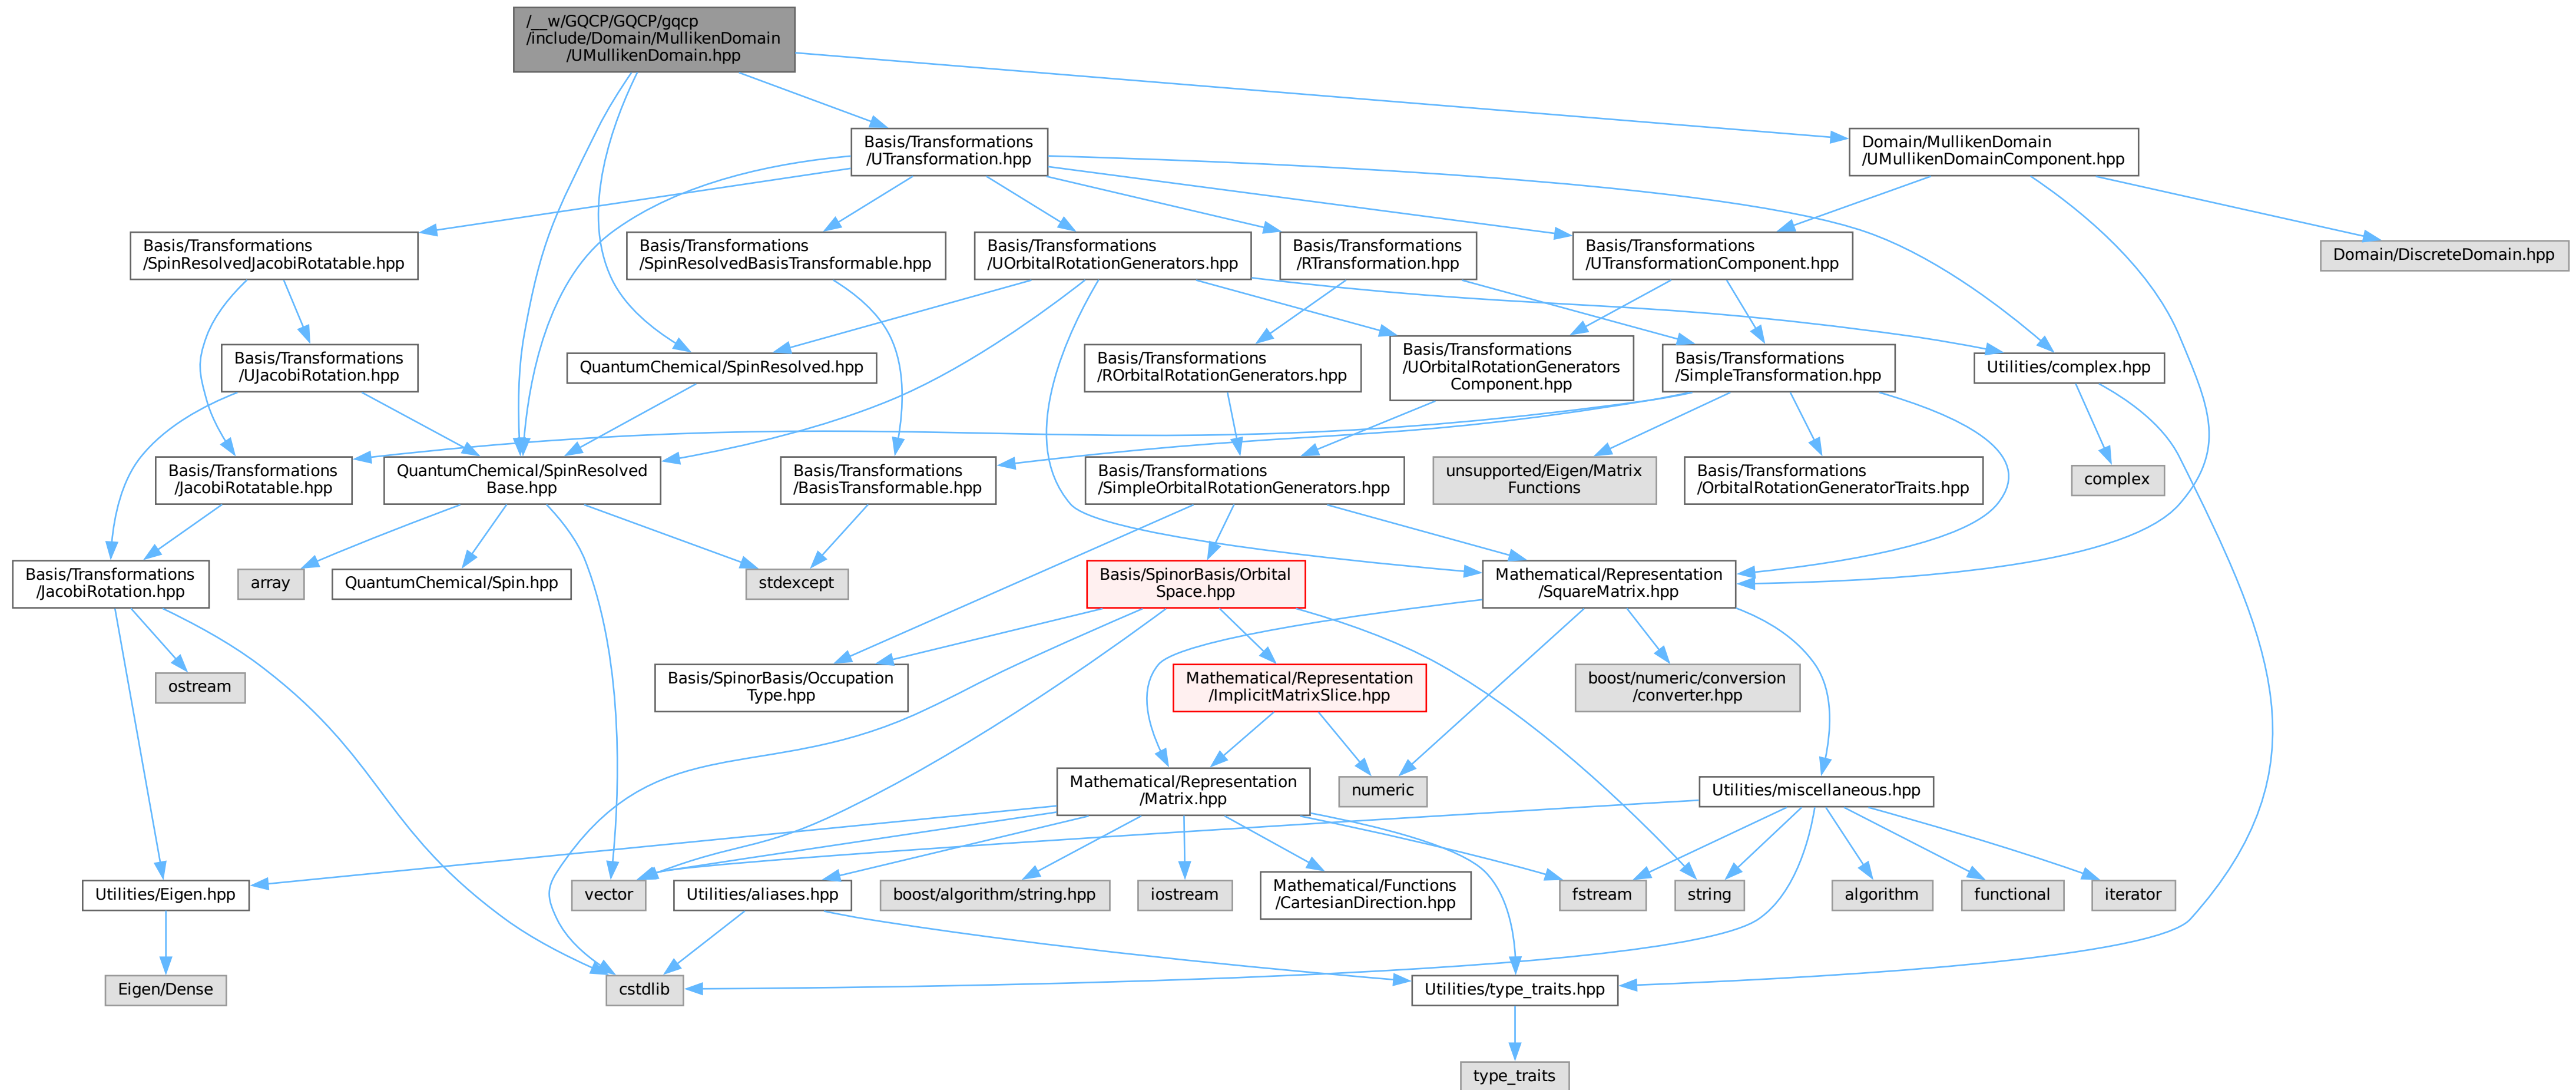 /__w/GQCP/GQCP/gqcp
/include/Domain/MullikenDomain
/UMullikenDomain.hpp
Basis/Transformations
/UTransformation.hpp
Domain/MullikenDomain
/UMullikenDomainComponent.hpp
Basis/Transformations
/SpinResolvedJacobiRotatable.hpp
Basis/Transformations
/SpinResolvedBasisTransformable.hpp
Basis/Transformations
/UOrbitalRotationGenerators.hpp
Basis/Transformations
/RTransformation.hpp
Basis/Transformations
/UTransformationComponent.hpp
Domain/DiscreteDomain.hpp
Basis/Transformations
/UJacobiRotation.hpp
QuantumChemical/SpinResolved.hpp
Basis/Transformations
/ROrbitalRotationGenerators.hpp
Basis/Transformations
/UOrbitalRotationGenerators
Component.hpp
Basis/Transformations
/SimpleTransformation.hpp
Utilities/complex.hpp
Basis/Transformations
/JacobiRotatable.hpp
QuantumChemical/SpinResolved
Base.hpp
Basis/Transformations
/BasisTransformable.hpp
Basis/Transformations
/SimpleOrbitalRotationGenerators.hpp
unsupported/Eigen/Matrix
Functions
Basis/Transformations
/OrbitalRotationGeneratorTraits.hpp
complex
Basis/Transformations
/JacobiRotation.hpp
array
QuantumChemical/Spin.hpp
stdexcept
Basis/SpinorBasis/Orbital
Space.hpp
Mathematical/Representation
/SquareMatrix.hpp
ostream
Basis/SpinorBasis/Occupation
Type.hpp
Mathematical/Representation
/ImplicitMatrixSlice.hpp
boost/numeric/conversion
/converter.hpp
Mathematical/Representation
/Matrix.hpp
numeric
Utilities/miscellaneous.hpp
Utilities/Eigen.hpp
vector
Utilities/aliases.hpp
boost/algorithm/string.hpp
iostream
Mathematical/Functions
/CartesianDirection.hpp
fstream
string
algorithm
functional
iterator
Eigen/Dense
cstdlib
Utilities/type_traits.hpp
type_traits